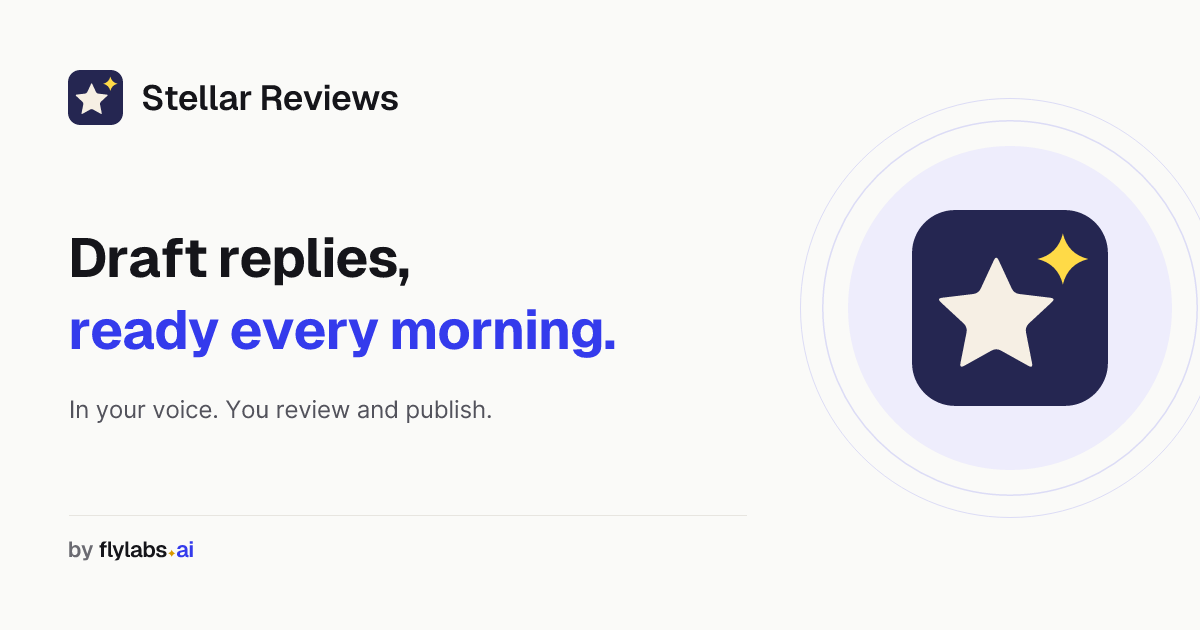 Stellar Reviews
Draft replies,
ready every morning.
In your voice. You review and publish.
by flylabs.ai